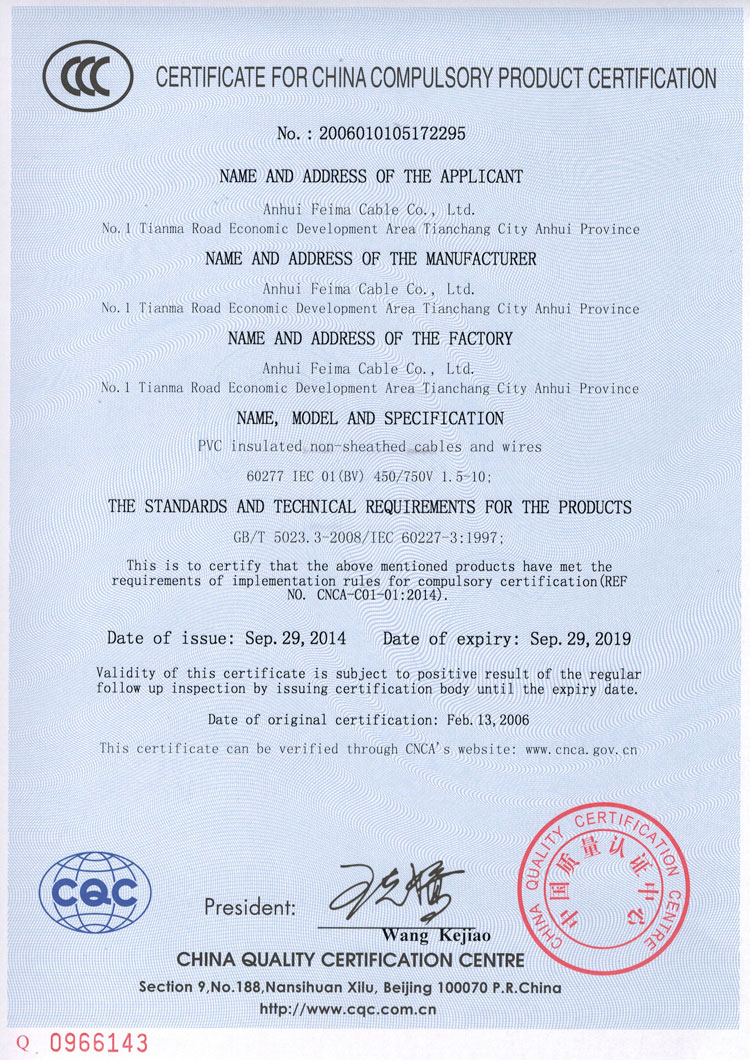 CCC
CERTIFICATE FOR CHINA COMPULSORY PRODUCT CERTIFICATION
No.: 2006010105172295
NAME AND ADDRESS OF THE APPLICANT
Anhui Feima Cable Co., Ltd.
No.1 Tianma Road Economic Development Area Tianchang City Anhui Province
NAME AND ADDRESS OF THE MANUFACTURER
Anhui Feima Cable Co., Ltd.
No.1 Tianma Road Economic Development Area Tianchang City Anhui Province
NAME AND ADDRESS OF THE FACTORY
Anhui Feima Cable Co., Ltd.
No.1 Tianma Road Economic Development Area Tianchang City Anhui Province
NAME, MODEL AND SPECIFICATION
PVC insulated non-sheathed cables and wires
60277 IEC 01(BV) 450/750V 1.5-10;
THE STANDARDS AND TECHNICAL REQUIREMENTS FOR THE PRODUCTS
GB/T 5023.3-2008/IEC 60227-3:1997;
This is to certify that the above mentioned products have met the
requirements of implementation rules for compulsory certification(REF
NO. CNCA-C01-01:2014).
Date of issue: Sep.29,2014 Date of expiry: Sep.29,2019
Validity of this certificate is subject to positive result of the regular
follow up inspection by issuing certification body until the expiry date.
Date of original certification: Feb.13,2006
This certificate can be verified through CNCA's website: www.cnca.gov.cn
CHINA QUALITY CERTIFICATION CENTRE
中国质量认证中心
CQC
President: 王克娇
Wang Kejiao
CHINA QUALITY CERTIFICATION CENTRE
Section 9,No.188,Nansihuan Xilu, Beijing 100070 P.R.China
http://www.cqc.com.cn
Q 0966143